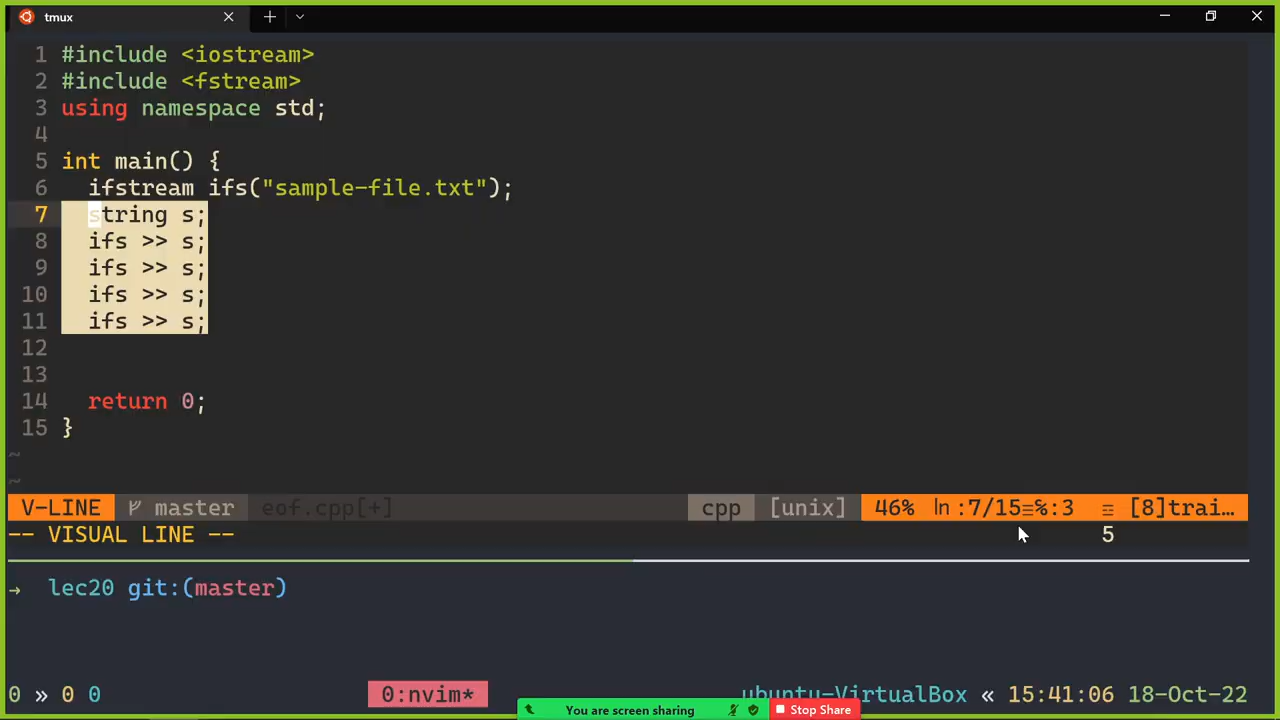 tmux
1 #include <iostream>
2 #include <fstream>
3 using namespace std;
4
5 int main() {
6   ifstream ifs("sample-file.txt");
7   string s;
8   ifs >> s;
9   ifs >> s;
10   ifs >> s;
11   ifs >> s;
12
13
14   return 0;
15 }
~
~
V-LINE master eof.cpp[+] cpp [unix] 46% ln :7/15≡%:3 ☲ [8]trai…
-- VISUAL LINE -- 5
→ lec20 git:(master)
0 » 0 0 0:nvim* ubuntu-VirtualBox « 15:41:06 18-Oct-22
You are screen sharing Stop Share